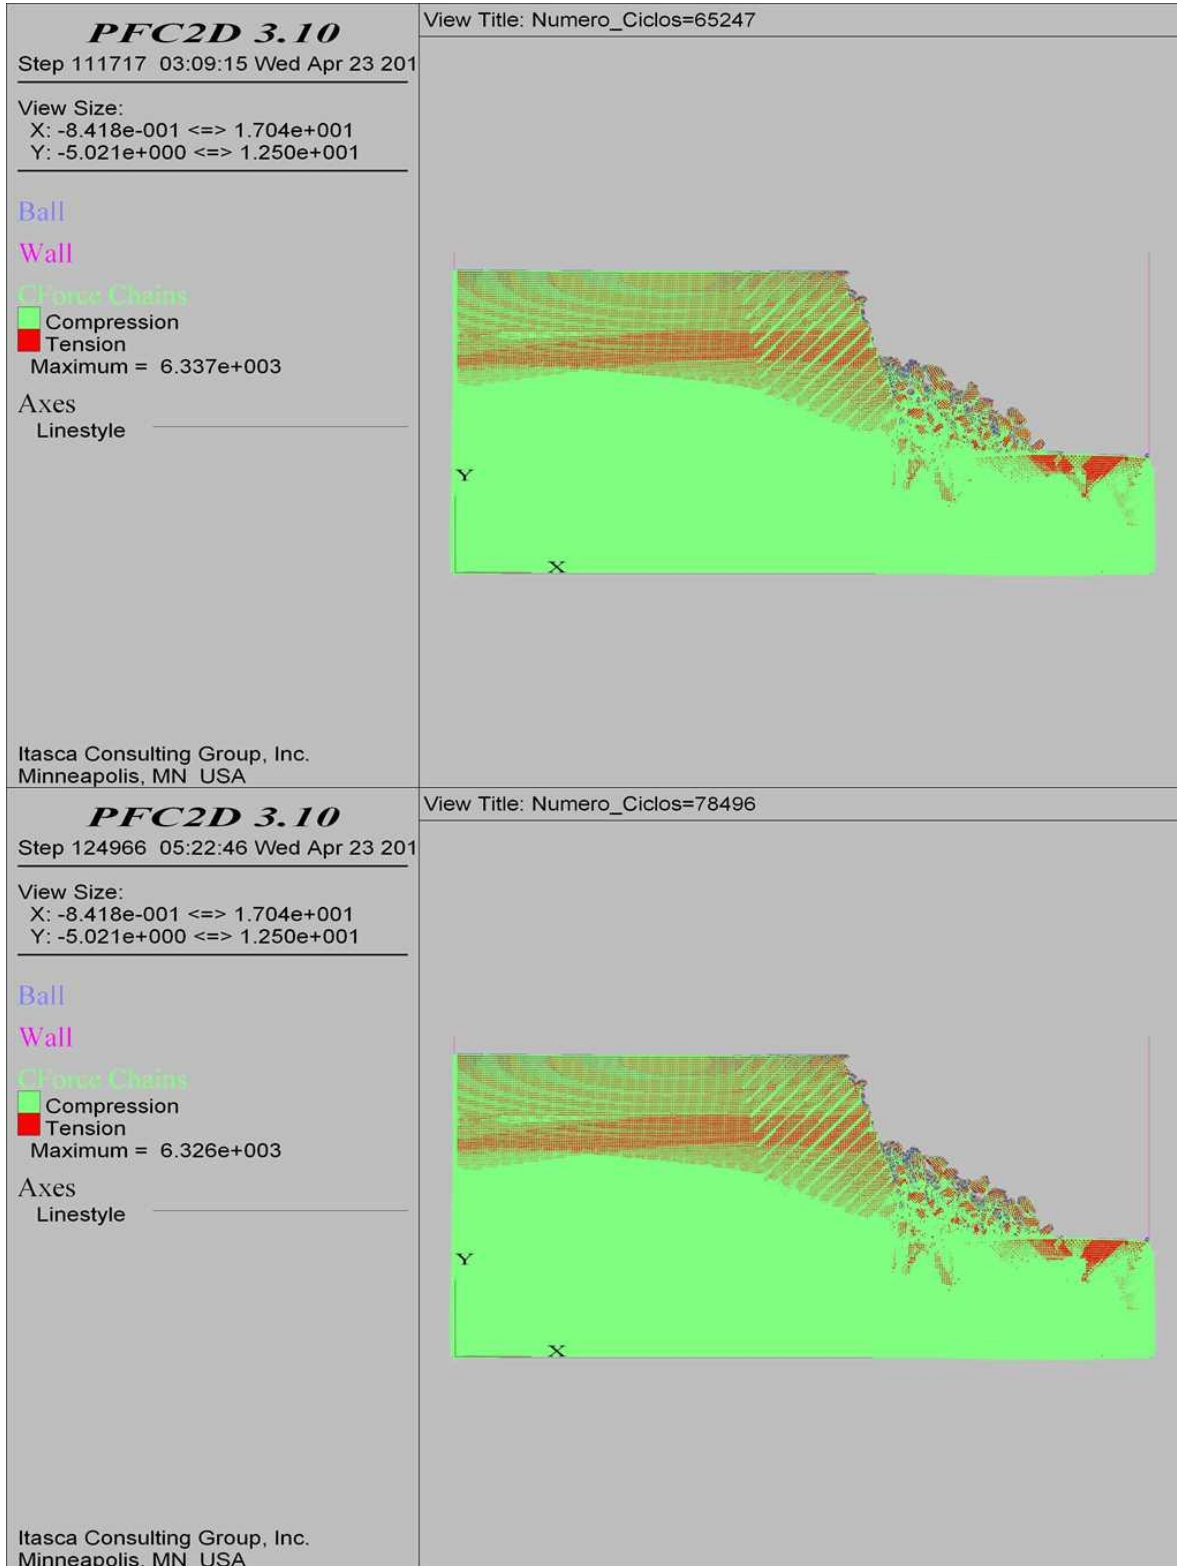 PFC2D 3.10
Step 111717 03:09:15 Wed Apr 23 201
View Size:
X: -8.418e-001 <=> 1.704e+001
Y: -5.021e+000 <=> 1.250e+001
Ball
Wall
CForce Chains
Compression
Tension
Maximum = 6.337e+003
Axes
Linestyle
Itasca Consulting Group, Inc.
Minneapolis, MN USA
View Title: Numero_Ciclos=65247
Y
X
PFC2D 3.10
Step 124966 05:22:46 Wed Apr 23 201
View Size:
X: -8.418e-001 <=> 1.704e+001
Y: -5.021e+000 <=> 1.250e+001
Ball
Wall
CForce Chains
Compression
Tension
Maximum = 6.326e+003
Axes
Linestyle
Itasca Consulting Group, Inc.
Minneapolis, MN USA
View Title: Numero_Ciclos=78496
Y
X